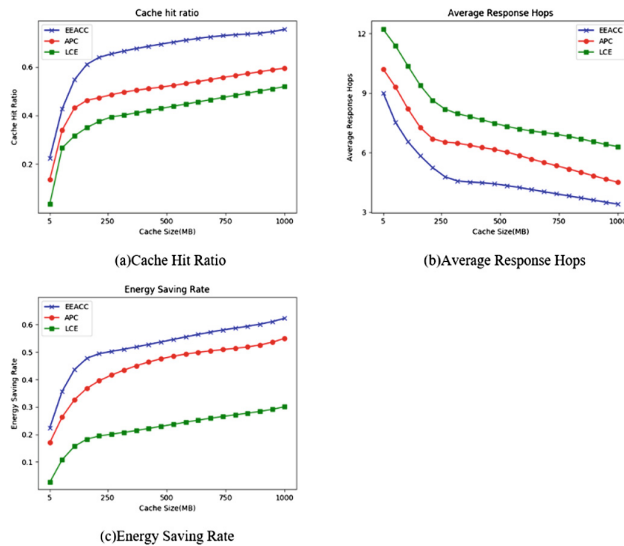 Cache hit ratio
EEACC
APC
LCE
Cache Hit Ratio
0.6
0.4
0.2
5 250 500 750 1000
Cache Size(MB)
(a)Cache Hit Ratio
Average Response Hops
EEACC
APC
LCE
Average Response Hops
12
9
6
3
5 250 500 750 1000
Cache Size(MB)
(b)Average Response Hops
Energy Saving Rate
EEACC
APC
LCE
Energy Saving Rate
0.6
0.5
0.4
0.3
0.2
0.1
5 250 500 750 1000
Cache Size(MB)
(c)Energy Saving Rate